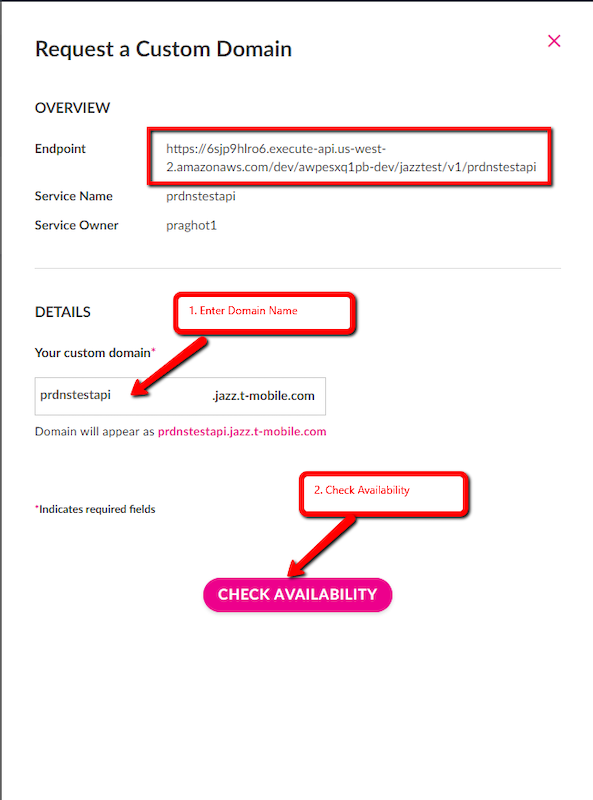 Request a Custom Domain
OVERVIEW
Endpoint
https://6sjp9hlro6.execute-api.us-west-
2.amazonaws.com/dev/awpesxq1pb-dev/jazztest/v1/prdnstestapi
Service Name prdnstestapi
Service Owner praghot1
DETAILS
1. Enter Domain Name
Your custom domain*
prdnstestapi .jazz.t-mobile.com
Domain will appear as prdnstestapi.jazz.t-mobile.com
2. Check Availability
*Indicates required fields
CHECK AVAILABILITY